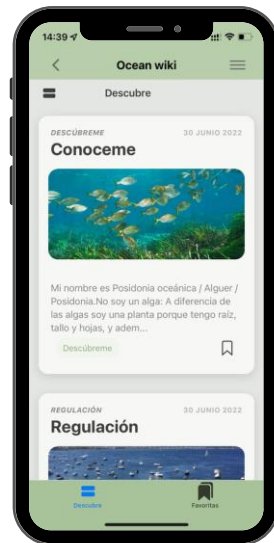 14:39
Ocean wiki
Descubre
DESCÚBREME 30 JUNIO 2022
Conoceme
Mi nombre es Posidonia oceánica / Alguer /
Posidonia.No soy un alga: A diferencia de
las algas soy una planta porque tengo raíz,
tallo y hojas, y adem...
Descúbreme
REGULACIÓN 30 JUNIO 2022
Regulación
Descubre Favoritas